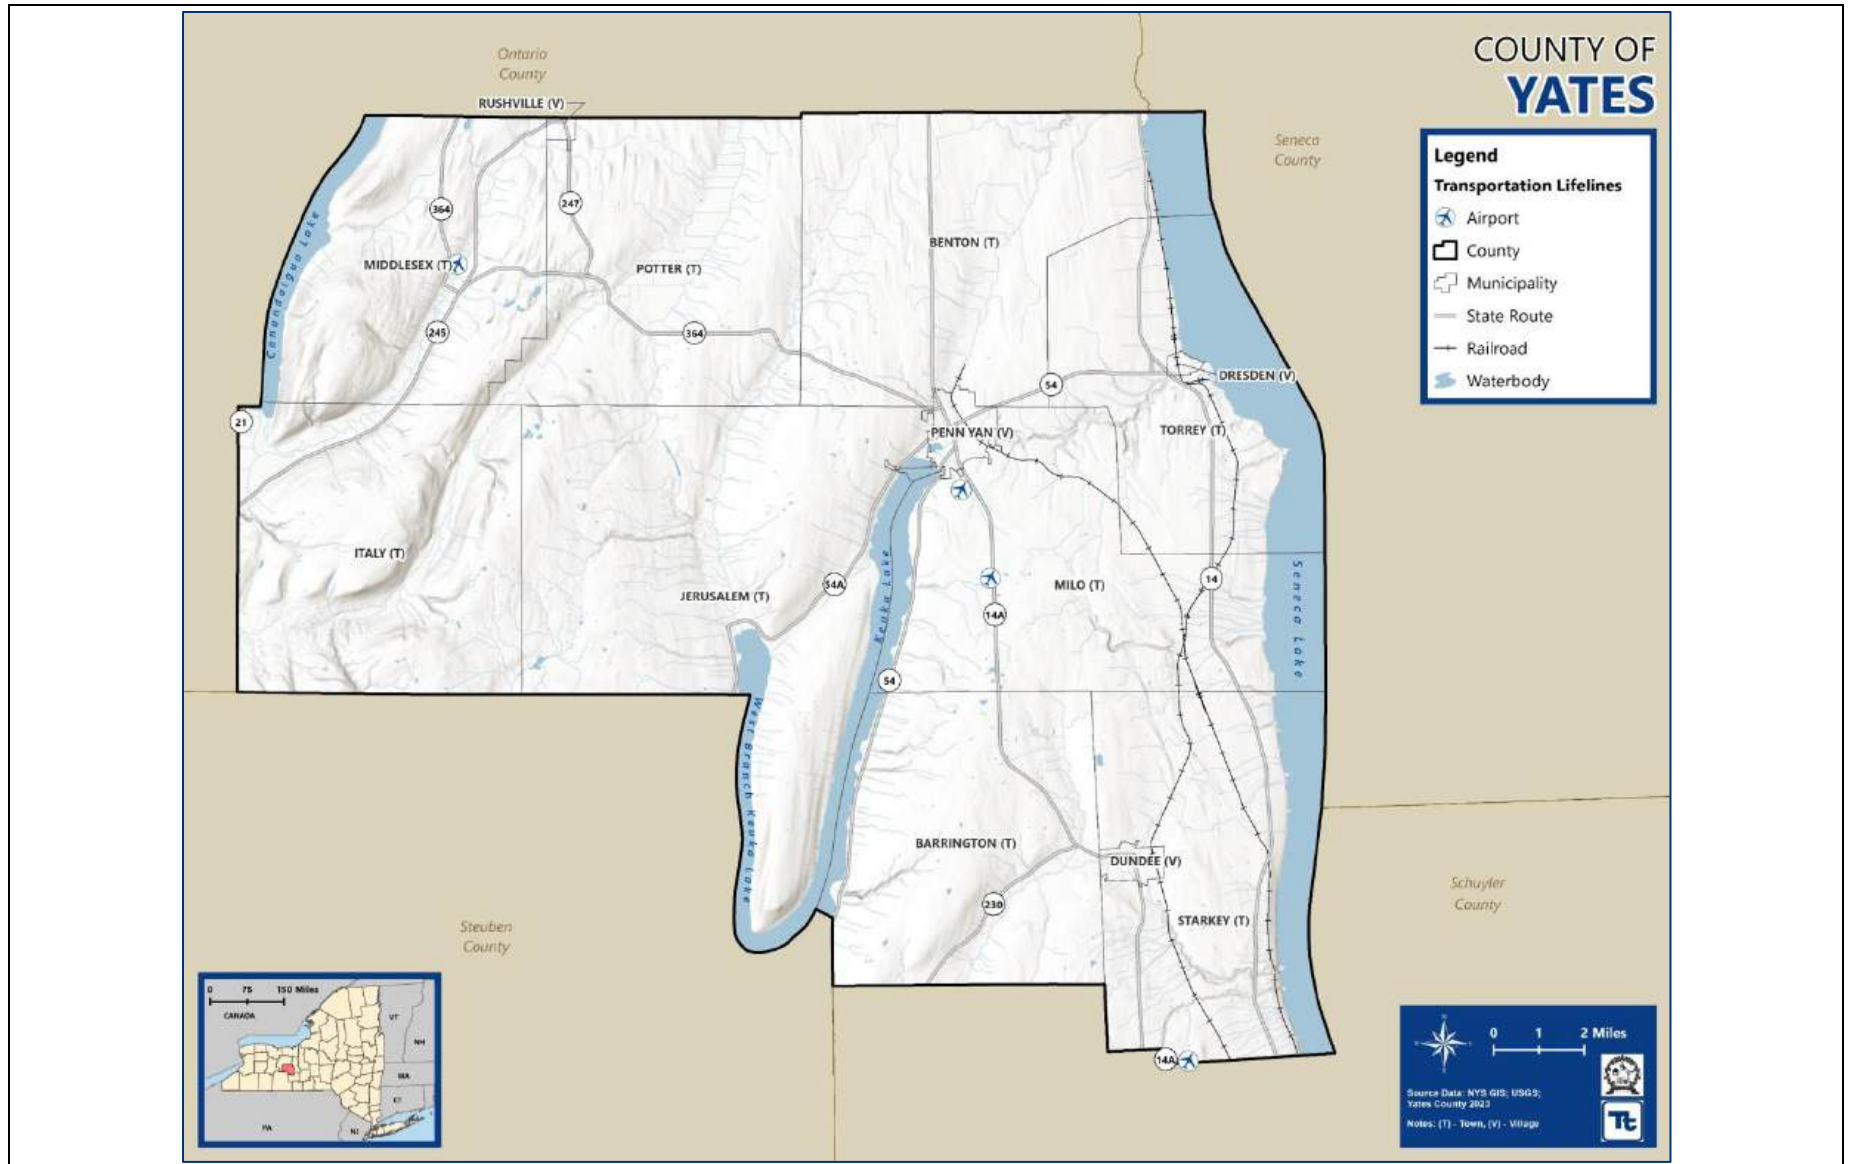 COUNTY OF
YATES
Ontario
County
RUSHVILLE (V)
Seneca
County
Legend
Transportation Lifelines
Airport
County
Municipality
State Route
Railroad
Waterbody
364
247
Canandaigua Lake
MIDDLESEX (T)
POTTER (T)
BENTON (T)
245
364
54
DRESDEN (V)
21
PENN YAN (V)
TORREY (T)
ITALY (T)
JERUSALEM (T)
54A
Keuka Lake
MILO (T)
14
14A
Seneca Lake
54
West Branch Keuka Lake
BARRINGTON (T)
DUNDEE (V)
230
STARKEY (T)
Schuyler
County
Steuben
County
14A
0 75 150 Miles
CANADA
VT
NH
MA
CT
PA
NJ
0 1 2 Miles
Source Data: NYS GIS; USGS;
Yates County 2023
Notes: (T) - Town, (V) - Village
Tt